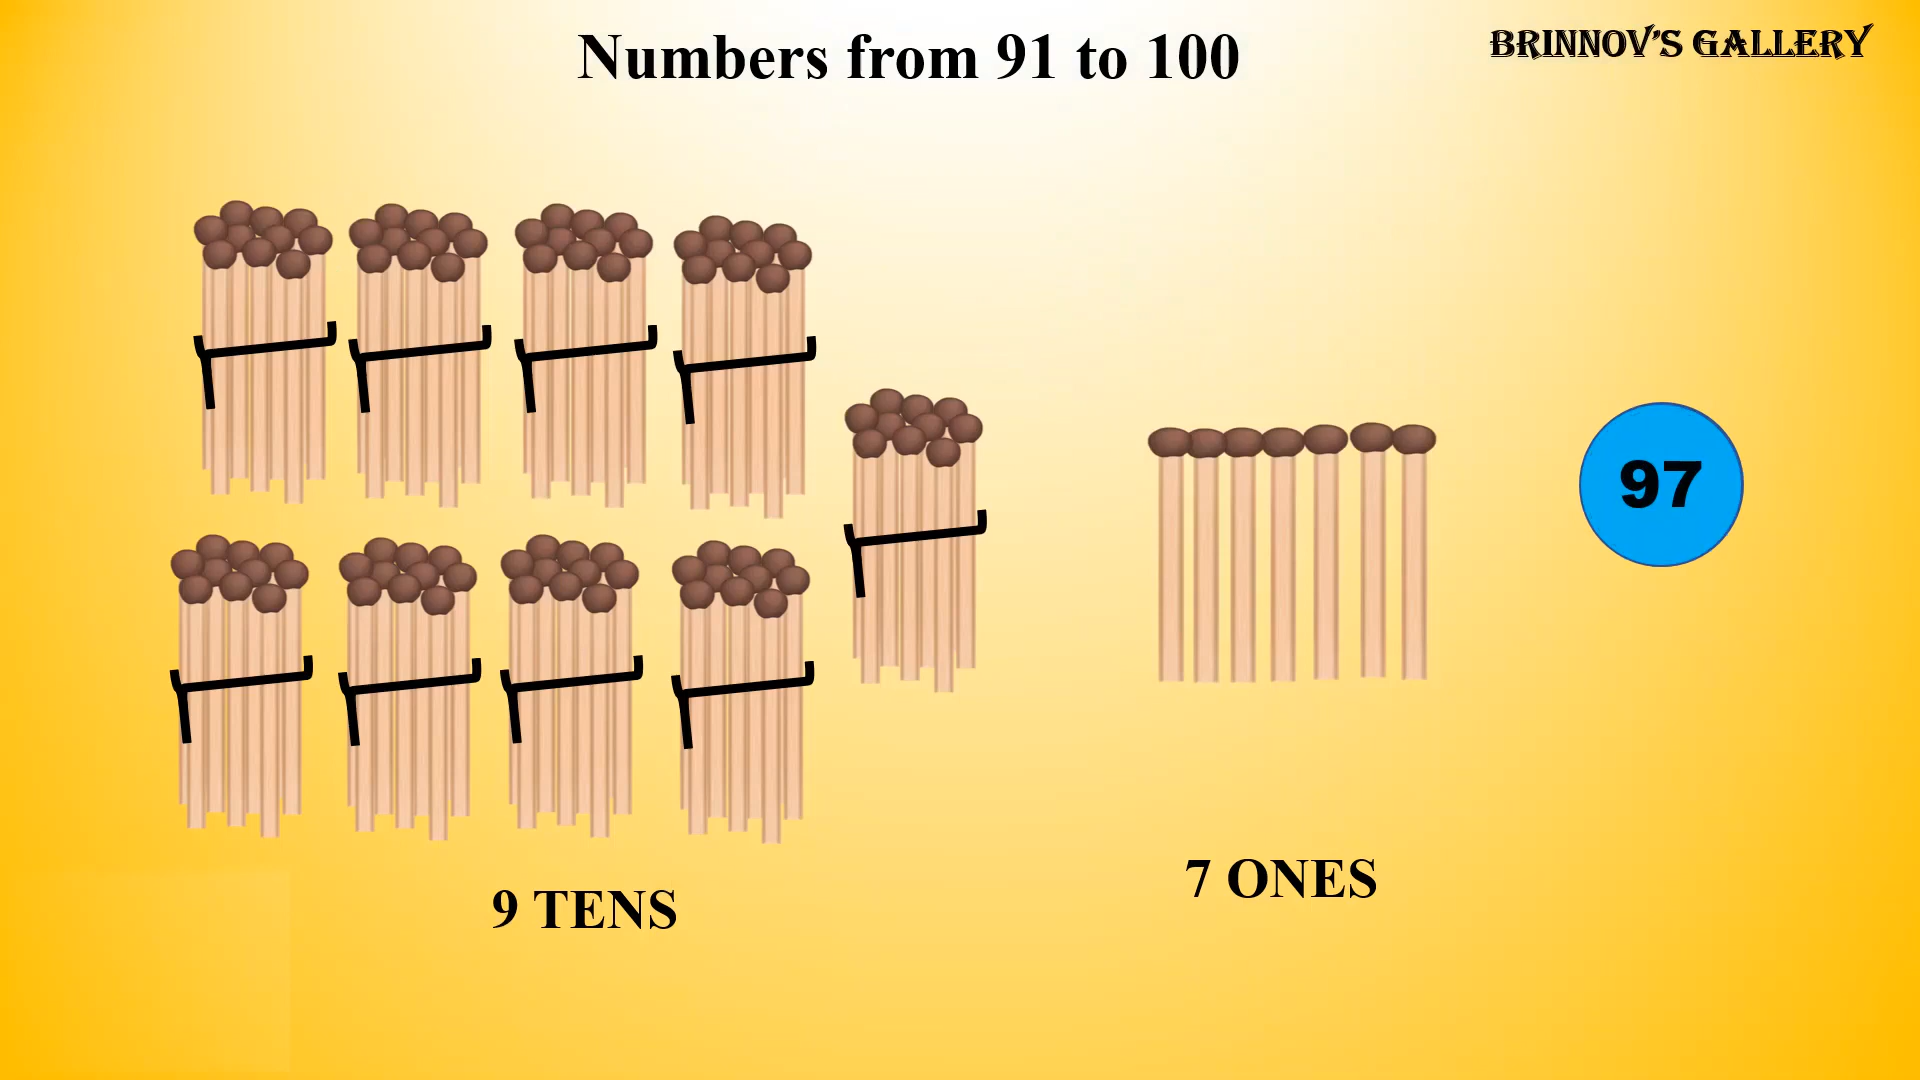 Numbers from 91 to 100
BRINNOV'S GALLERY
97
9 TENS
7 ONES